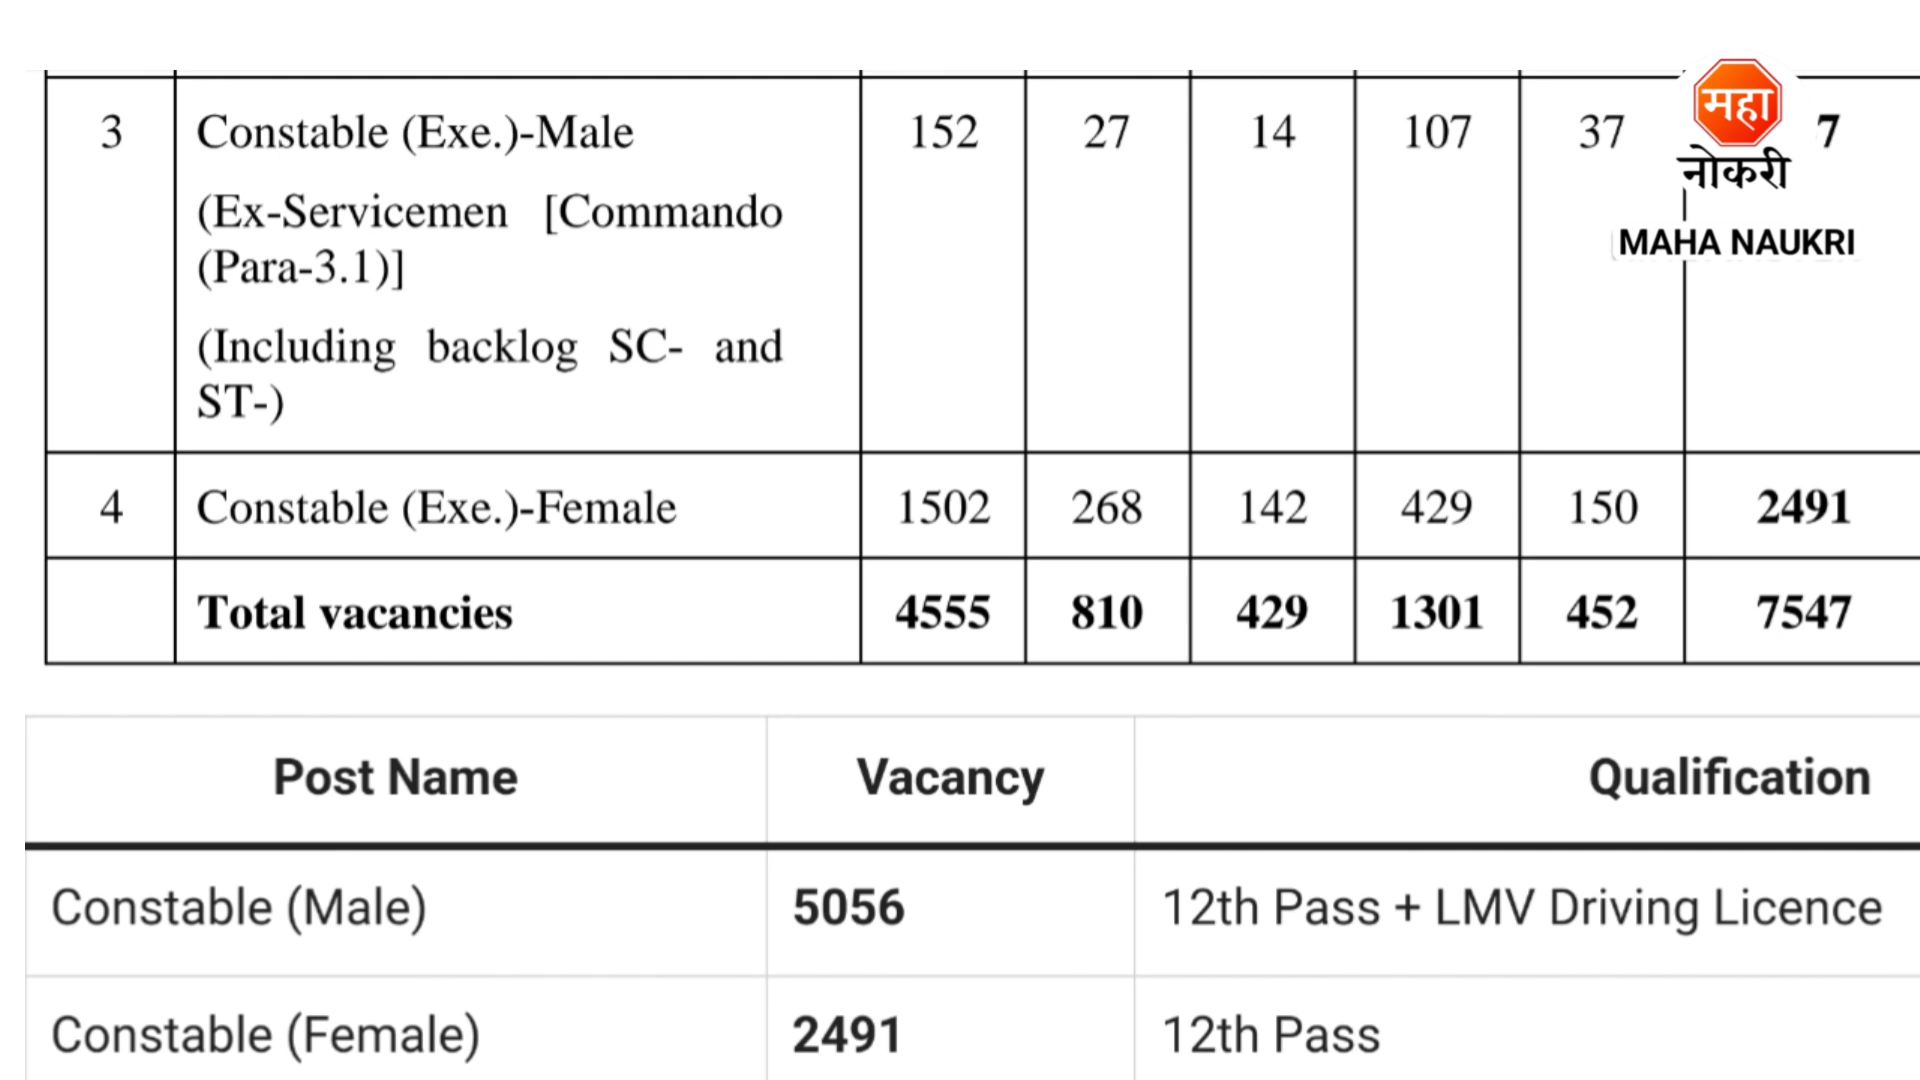 3 Constable (Exe.)-Male 152 27 14 107 37 7
(Ex-Servicemen [Commando
(Para-3.1)]
(Including backlog SC- and
ST-)
महा
नोकरी
MAHA NAUKRI
4 Constable (Exe.)-Female 1502 268 142 429 150 2491
Total vacancies 4555 810 429 1301 452 7547
Post Name Vacancy Qualification
Constable (Male) 5056 12th Pass + LMV Driving Licence
Constable (Female) 2491 12th Pass